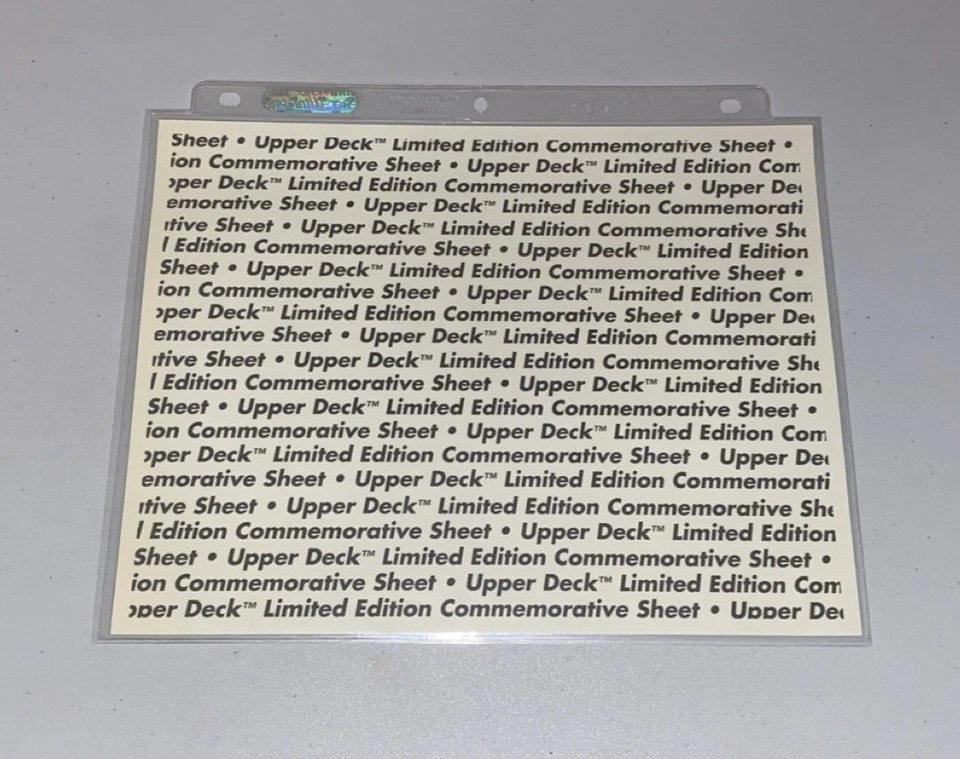 Sheet • Upper Deck™ Limited Edition Commemorative Sheet •
ion Commemorative Sheet • Upper Deck™ Limited Edition Com
pper Deck™ Limited Edition Commemorative Sheet • Upper Dec
emorative Sheet • Upper Deck™ Limited Edition Commemorati
tive Sheet • Upper Deck™ Limited Edition Commemorative She
l Edition Commemorative Sheet • Upper Deck™ Limited Edition
Sheet • Upper Deck™ Limited Edition Commemorative Sheet •
ion Commemorative Sheet • Upper Deck™ Limited Edition Com
pper Deck™ Limited Edition Commemorative Sheet • Upper Dec
emorative Sheet • Upper Deck™ Limited Edition Commemorati
tive Sheet • Upper Deck™ Limited Edition Commemorative She
l Edition Commemorative Sheet • Upper Deck™ Limited Edition
Sheet • Upper Deck™ Limited Edition Commemorative Sheet •
ion Commemorative Sheet • Upper Deck™ Limited Edition Com
pper Deck™ Limited Edition Commemorative Sheet • Upper Dec
emorative Sheet • Upper Deck™ Limited Edition Commemorati
tive Sheet • Upper Deck™ Limited Edition Commemorative She
l Edition Commemorative Sheet • Upper Deck™ Limited Edition
Sheet • Upper Deck™ Limited Edition Commemorative Sheet •
ion Commemorative Sheet • Upper Deck™ Limited Edition Com
pper Deck™ Limited Edition Commemorative Sheet • Upper Dec